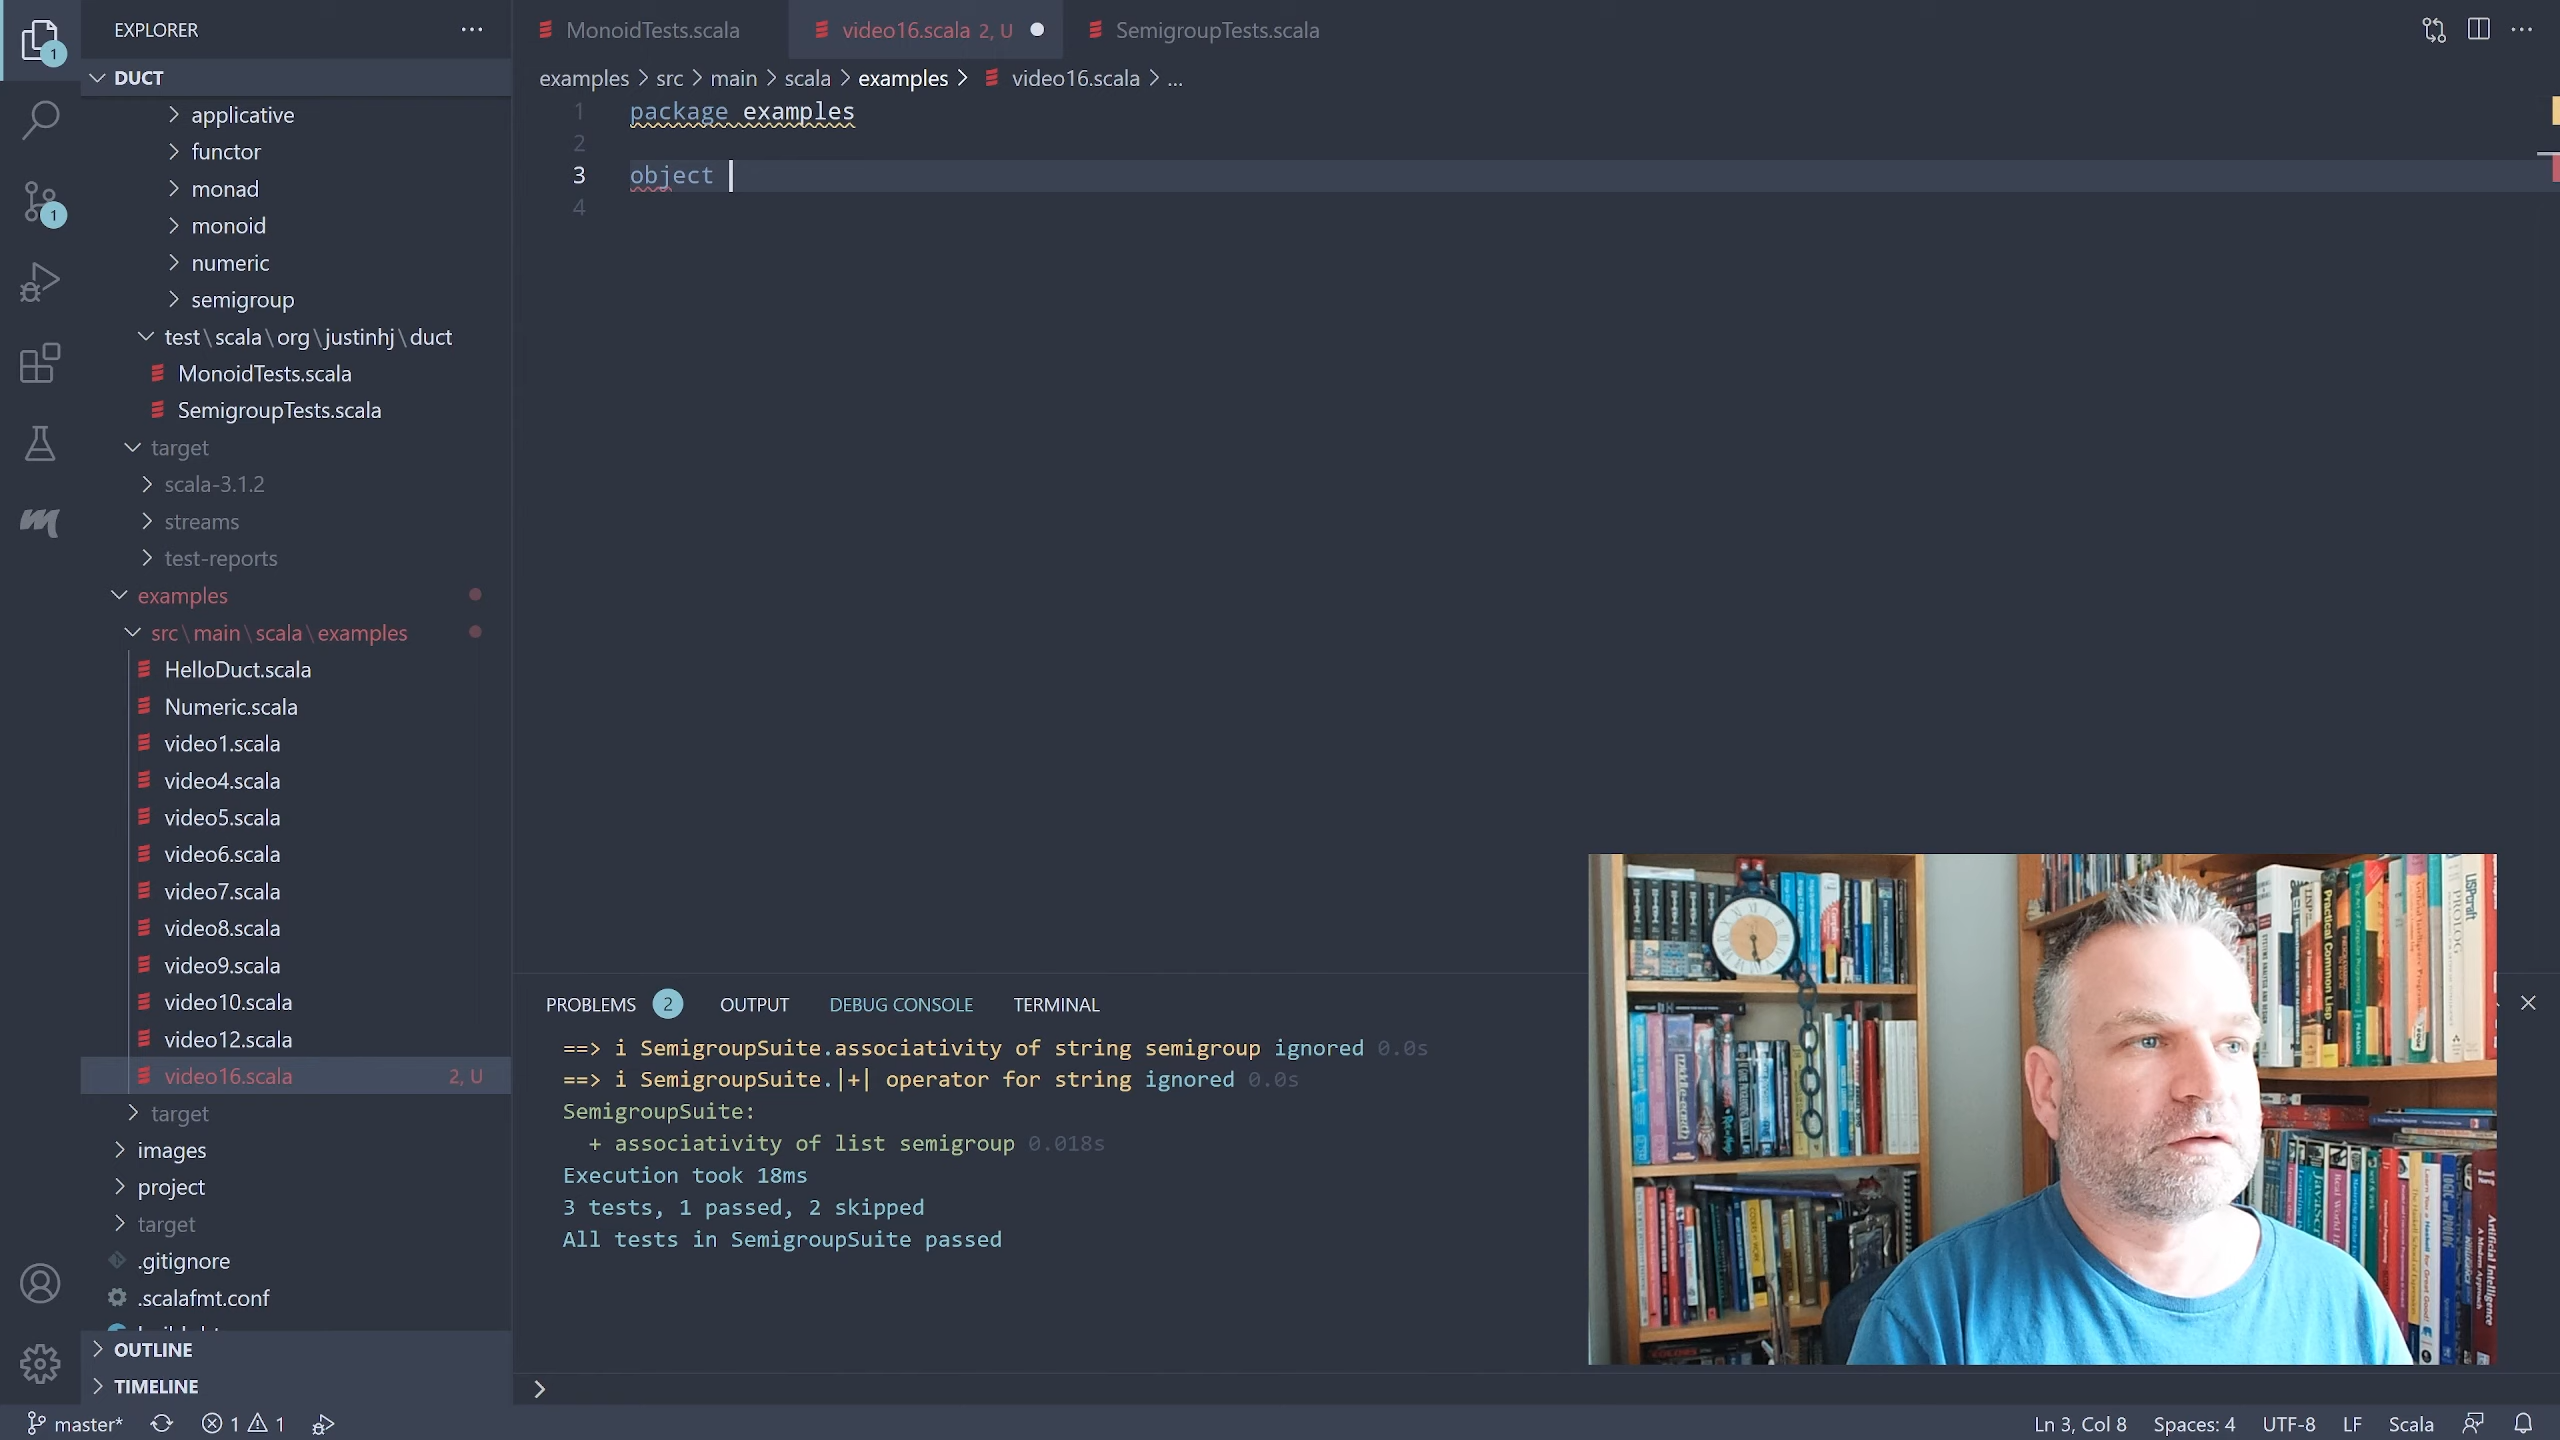 EXPLORER
DUCT
applicative
functor
monad
monoid
numeric
semigroup
test\scala\org\justinhj\duct
MonoidTests.scala
SemigroupTests.scala
target
scala-3.1.2
streams
test-reports
examples
src\main\scala\examples
HelloDuct.scala
Numeric.scala
video1.scala
video4.scala
video5.scala
video6.scala
video7.scala
video8.scala
video9.scala
video10.scala
video12.scala
video16.scala 2, U
target
images
project
target
.gitignore
.scalafmt.conf
OUTLINE
TIMELINE
1
1
MonoidTests.scala video16.scala 2, U SemigroupTests.scala
examples > src > main > scala > examples > video16.scala > ...
1 package examples
2
3 object
4
PROBLEMS 2 OUTPUT DEBUG CONSOLE TERMINAL
==> i SemigroupSuite.associativity of string semigroup ignored 0.0s
==> i SemigroupSuite.|+| operator for string ignored 0.0s
SemigroupSuite:
+ associativity of list semigroup 0.018s
Execution took 18ms
3 tests, 1 passed, 2 skipped
All tests in SemigroupSuite passed
>
Practical Common Lisp
LISPcraft
PROLOG
master* 1 1 Ln 3, Col 8 Spaces: 4 UTF-8 LF Scala